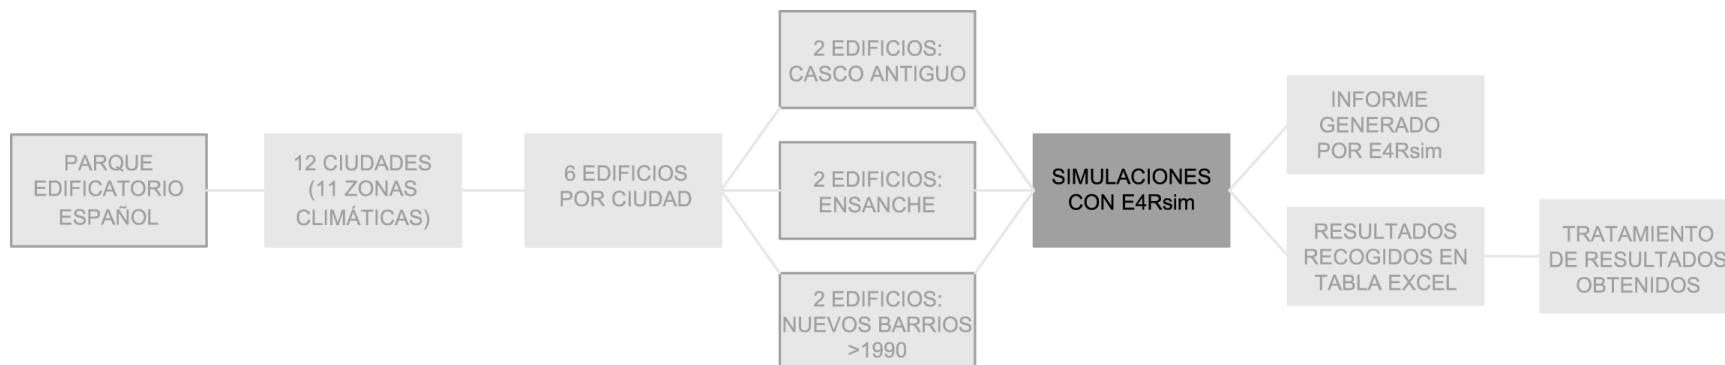 PARQUE
EDIFICATORIO
ESPAÑOL
12 CIUDADES
(11 ZONAS
CLIMÁTICAS)
6 EDIFICIOS
POR CIUDAD
2 EDIFICIOS:
CASCO ANTIGUO
2 EDIFICIOS:
ENSANCHE
2 EDIFICIOS:
NUEVOS BARRIOS
>1990
SIMULACIONES
CON E4Rsim
INFORME
GENERADO
POR E4Rsim
RESULTADOS
RECOGIDOS EN
TABLA EXCEL
TRATAMIENTO
DE RESULTADOS
OBTENIDOS